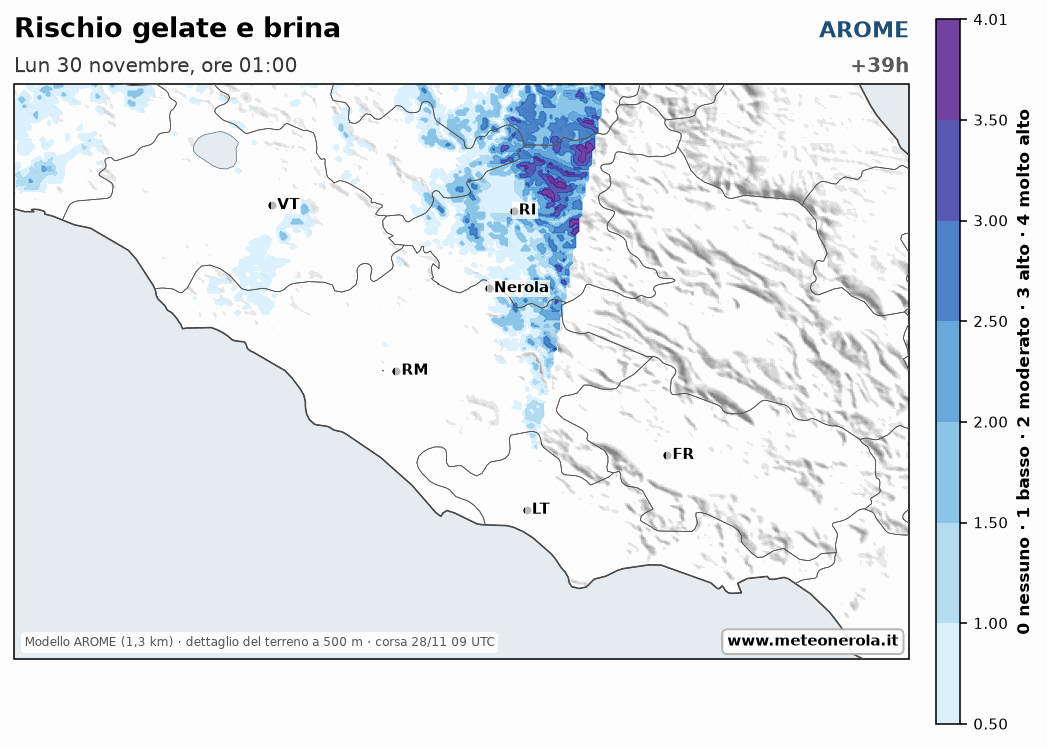 Rischio gelate e brina
AROME
Lun 30 novembre, ore 01:00
+39h
VT
RI
Nerola
RM
FR
LT
Modello AROME (1,3 km) · dettaglio del terreno a 500 m · corsa 28/11 09 UTC
www.meteonerola.it
4.01
3.50
3.00
2.50
2.00
1.50
1.00
0.50
0 nessuno · 1 basso · 2 moderato · 3 alto · 4 molto alto